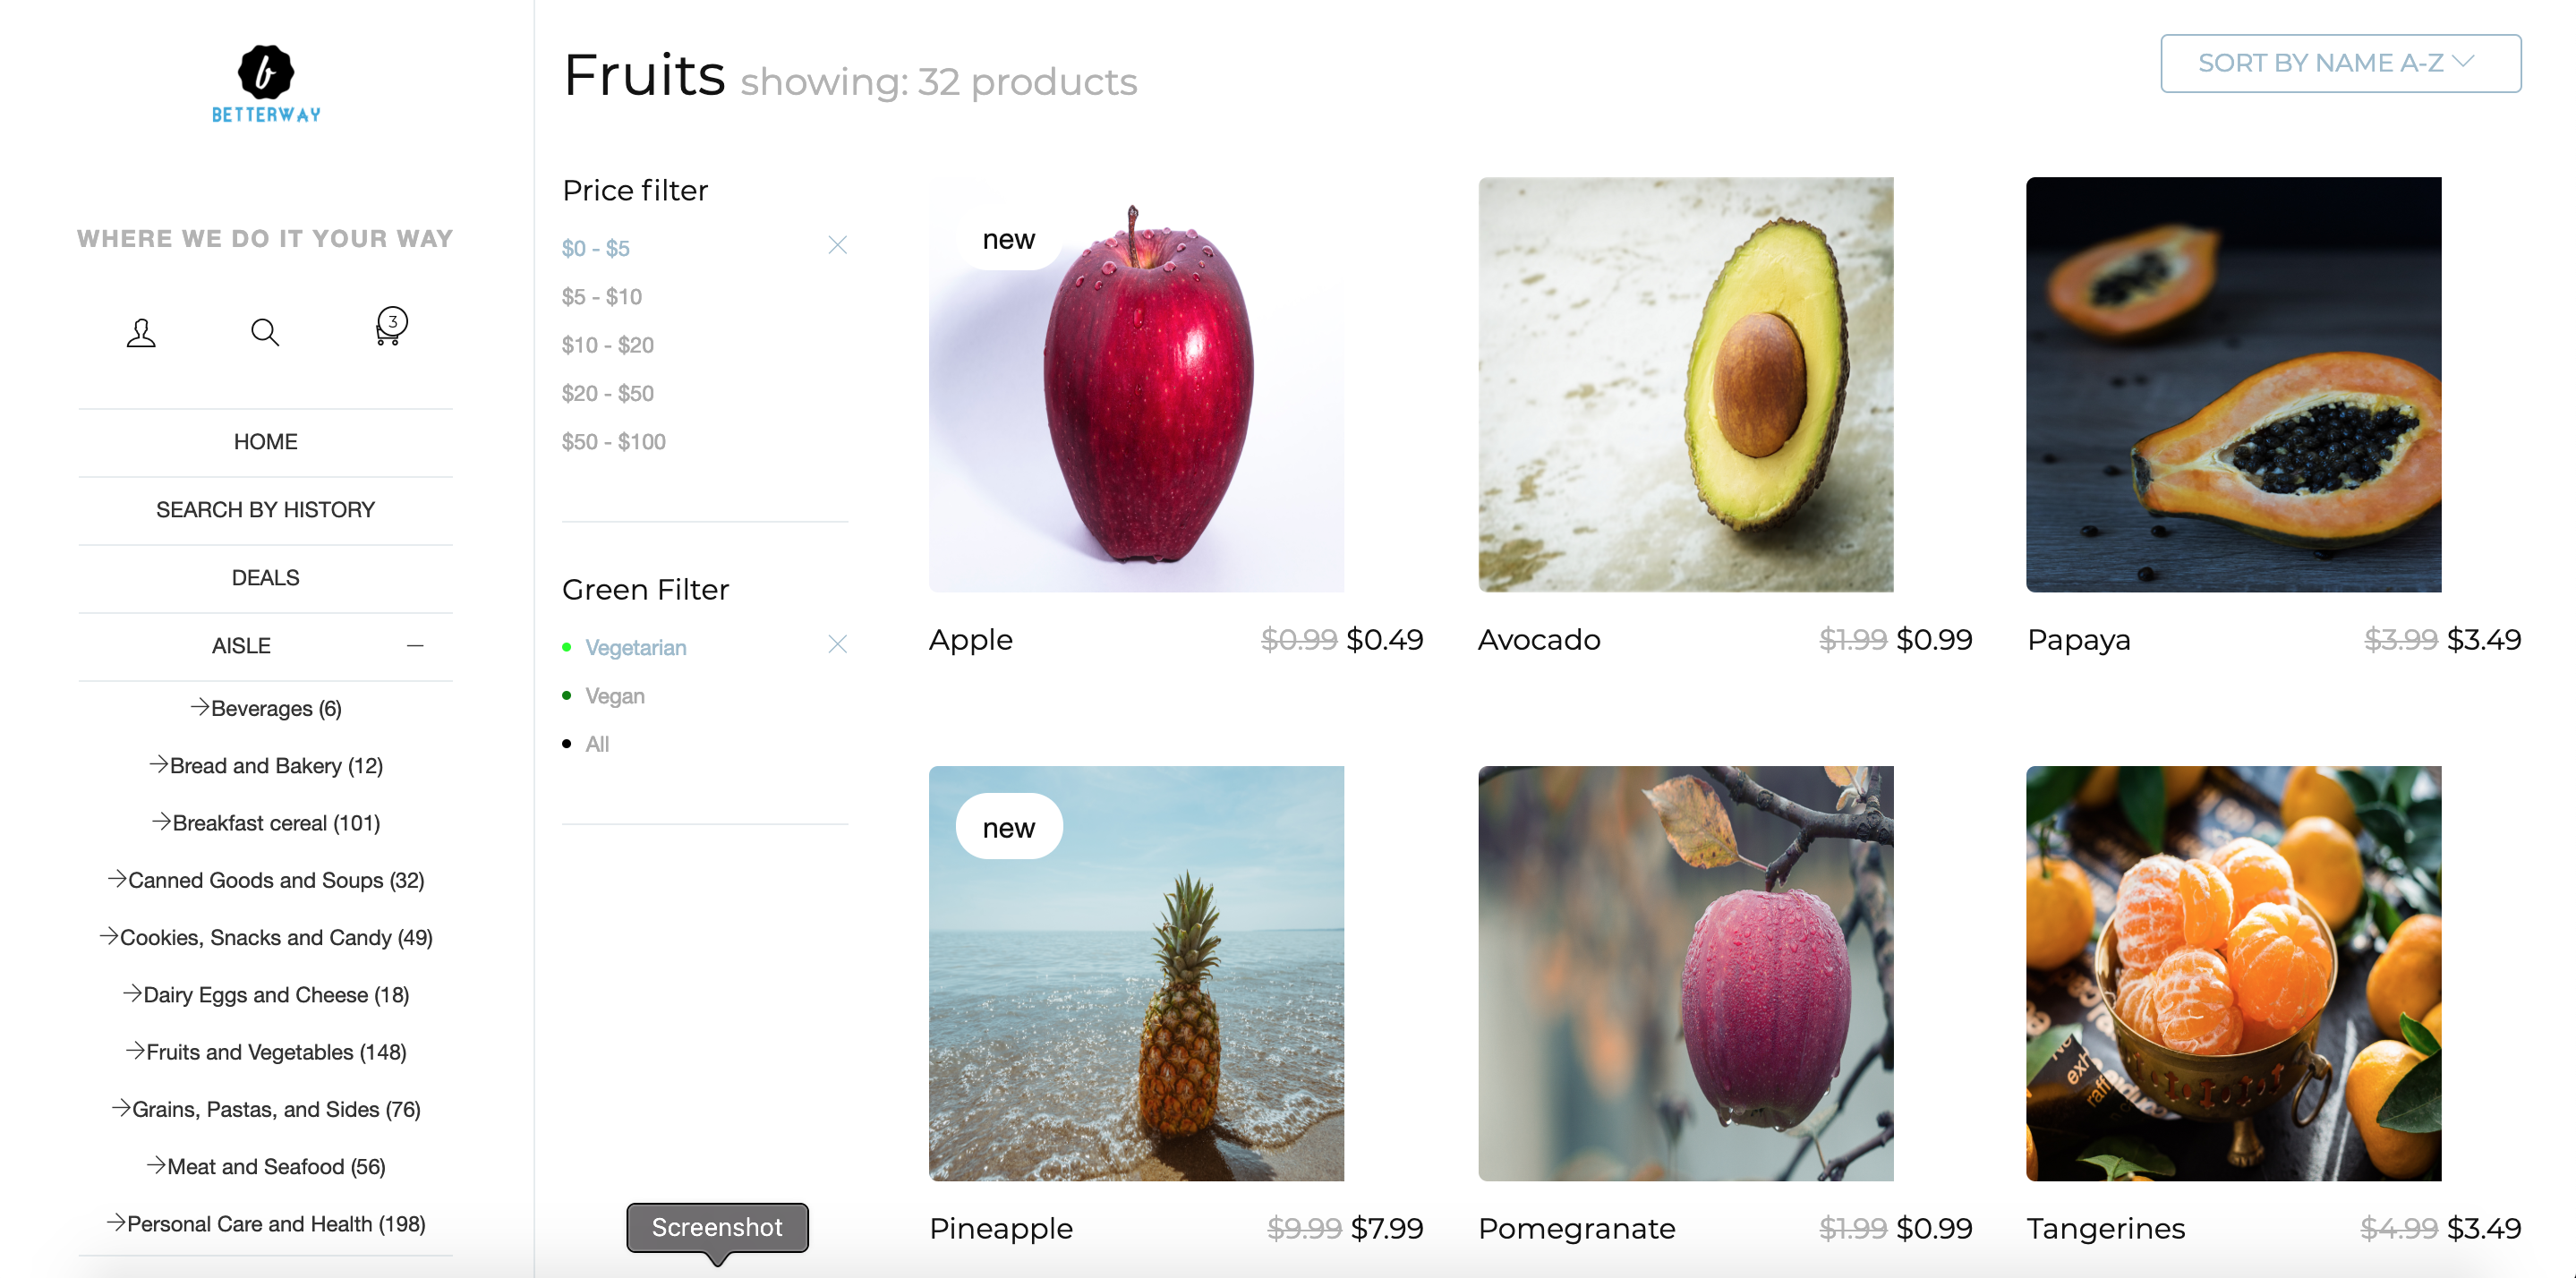 b
BETTERWAY
WHERE WE DO IT YOUR WAY
3
HOME
SEARCH BY HISTORY
DEALS
AISLE
Beverages (6)
Bread and Bakery (12)
Breakfast cereal (101)
Canned Goods and Soups (32)
Cookies, Snacks and Candy (49)
Dairy Eggs and Cheese (18)
Fruits and Vegetables (148)
Grains, Pastas, and Sides (76)
Meat and Seafood (56)
Personal Care and Health (198)
Fruits showing: 32 products
SORT BY NAME A-Z
Price filter
$0 - $5
$5 - $10
$10 - $20
$20 - $50
$50 - $100
Green Filter
Vegetarian
Vegan
All
new
Apple $0.99 $0.49
Avocado $1.99 $0.99
Papaya $3.99 $3.49
new
Pineapple $9.99 $7.99
Pomegranate $1.99 $0.99
Tangerines $4.99 $3.49
Screenshot